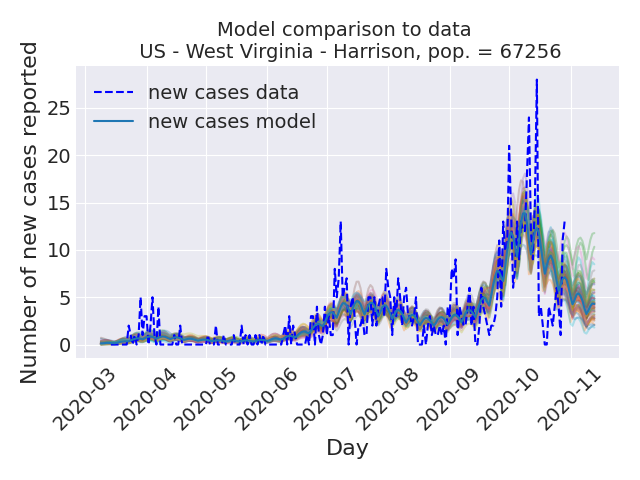 Model comparison to data
US - West Virginia - Harrison, pop. = 67256
Number of new cases reported
new cases data
new cases model
25
20
15
10
5
0
2020-03
2020-04
2020-05
2020-06
2020-07
2020-08
2020-09
2020-10
2020-11
Day